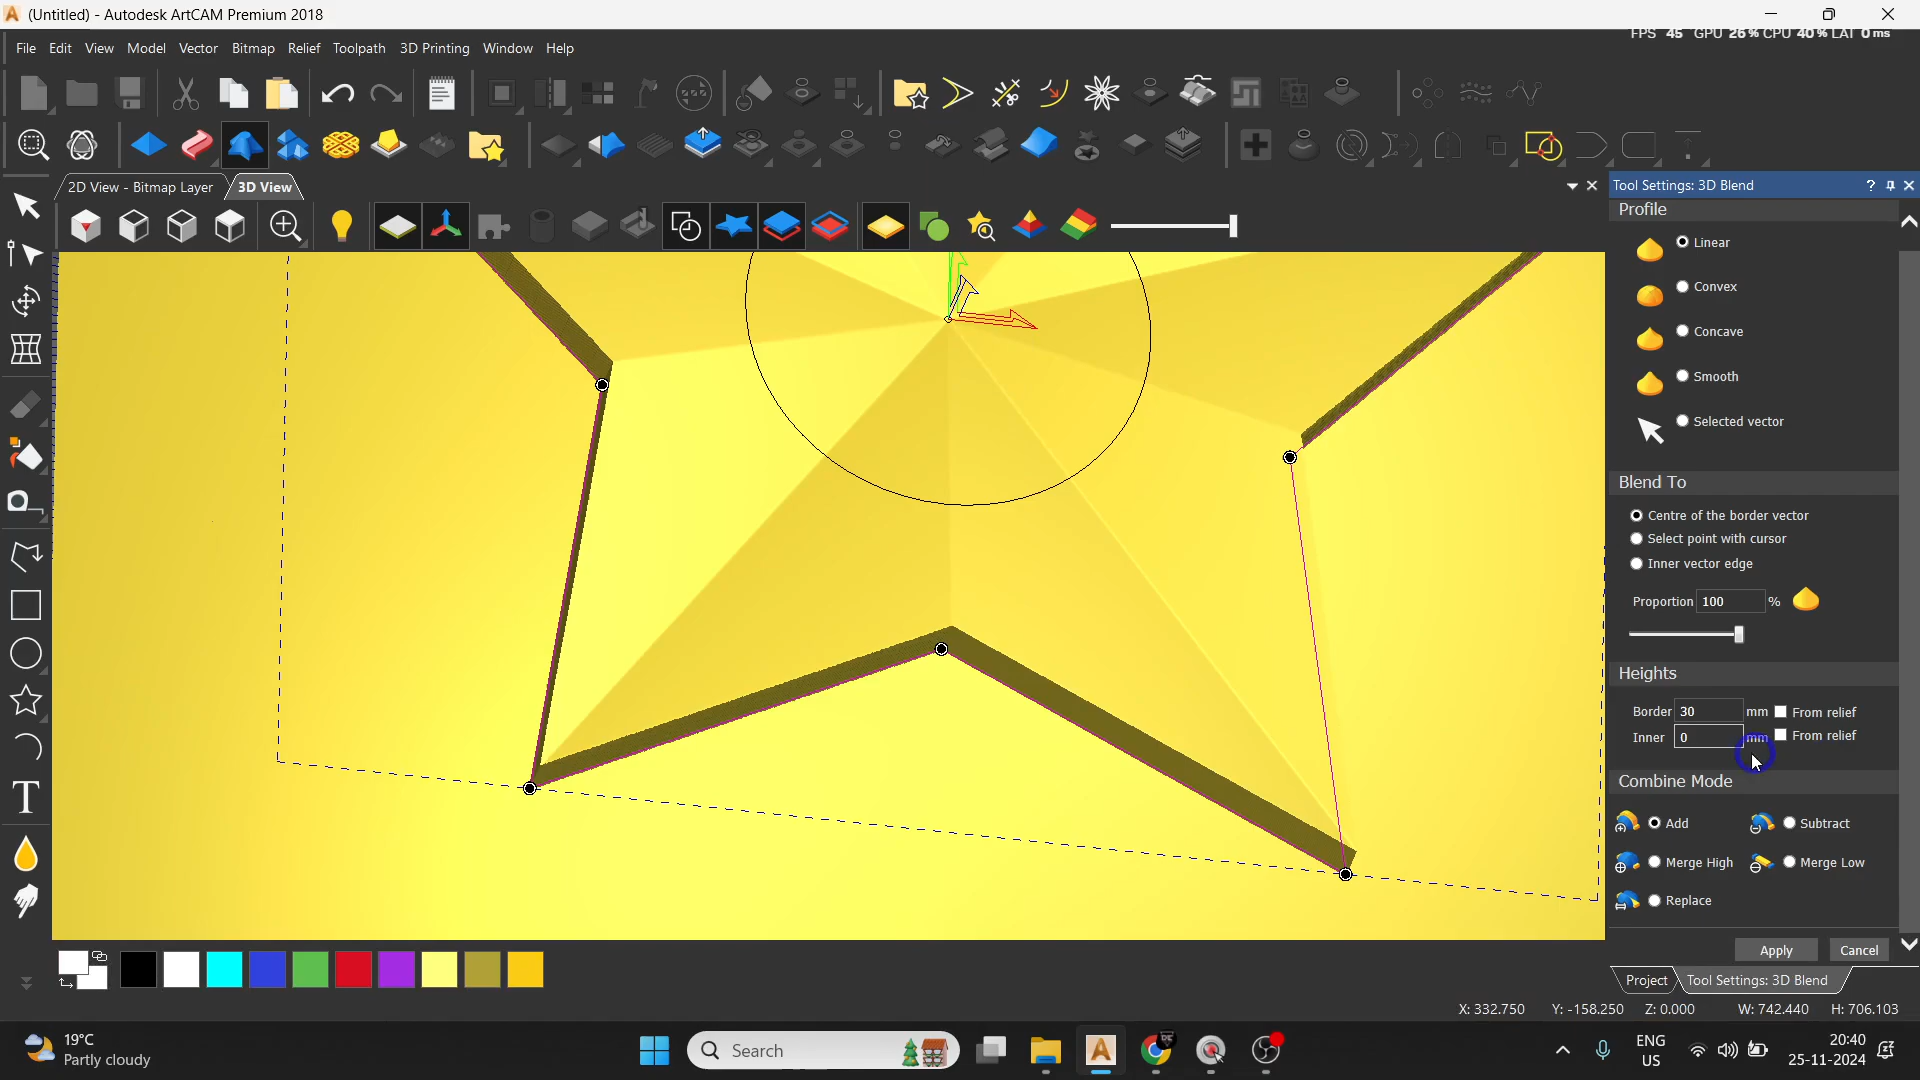 (Untitled) - Autodesk ArtCAM Premium 2018
FPS 45 GPU 26% CPU 40% LAT 0 ms
File Edit View Model Vector Bitmap Relief Toolpath 3D Printing Window Help
2D View - Bitmap Layer 3D View
Tool Settings: 3D Blend
Profile
Linear
Convex
Concave
Smooth
Selected vector
Blend To
Centre of the border vector
Select point with cursor
Inner vector edge
Proportion 100 %
Heights
Border 30 mm From relief
Inner 0 mm From relief
Combine Mode
Add Subtract
Merge High Merge Low
Replace
Apply Cancel
Project Tool Settings: 3D Blend
X: 332.750 Y: -158.250 Z: 0.000 W: 742.440 H: 706.103
19°C
Partly cloudy
Search
ENG
US
20:40
25-11-2024